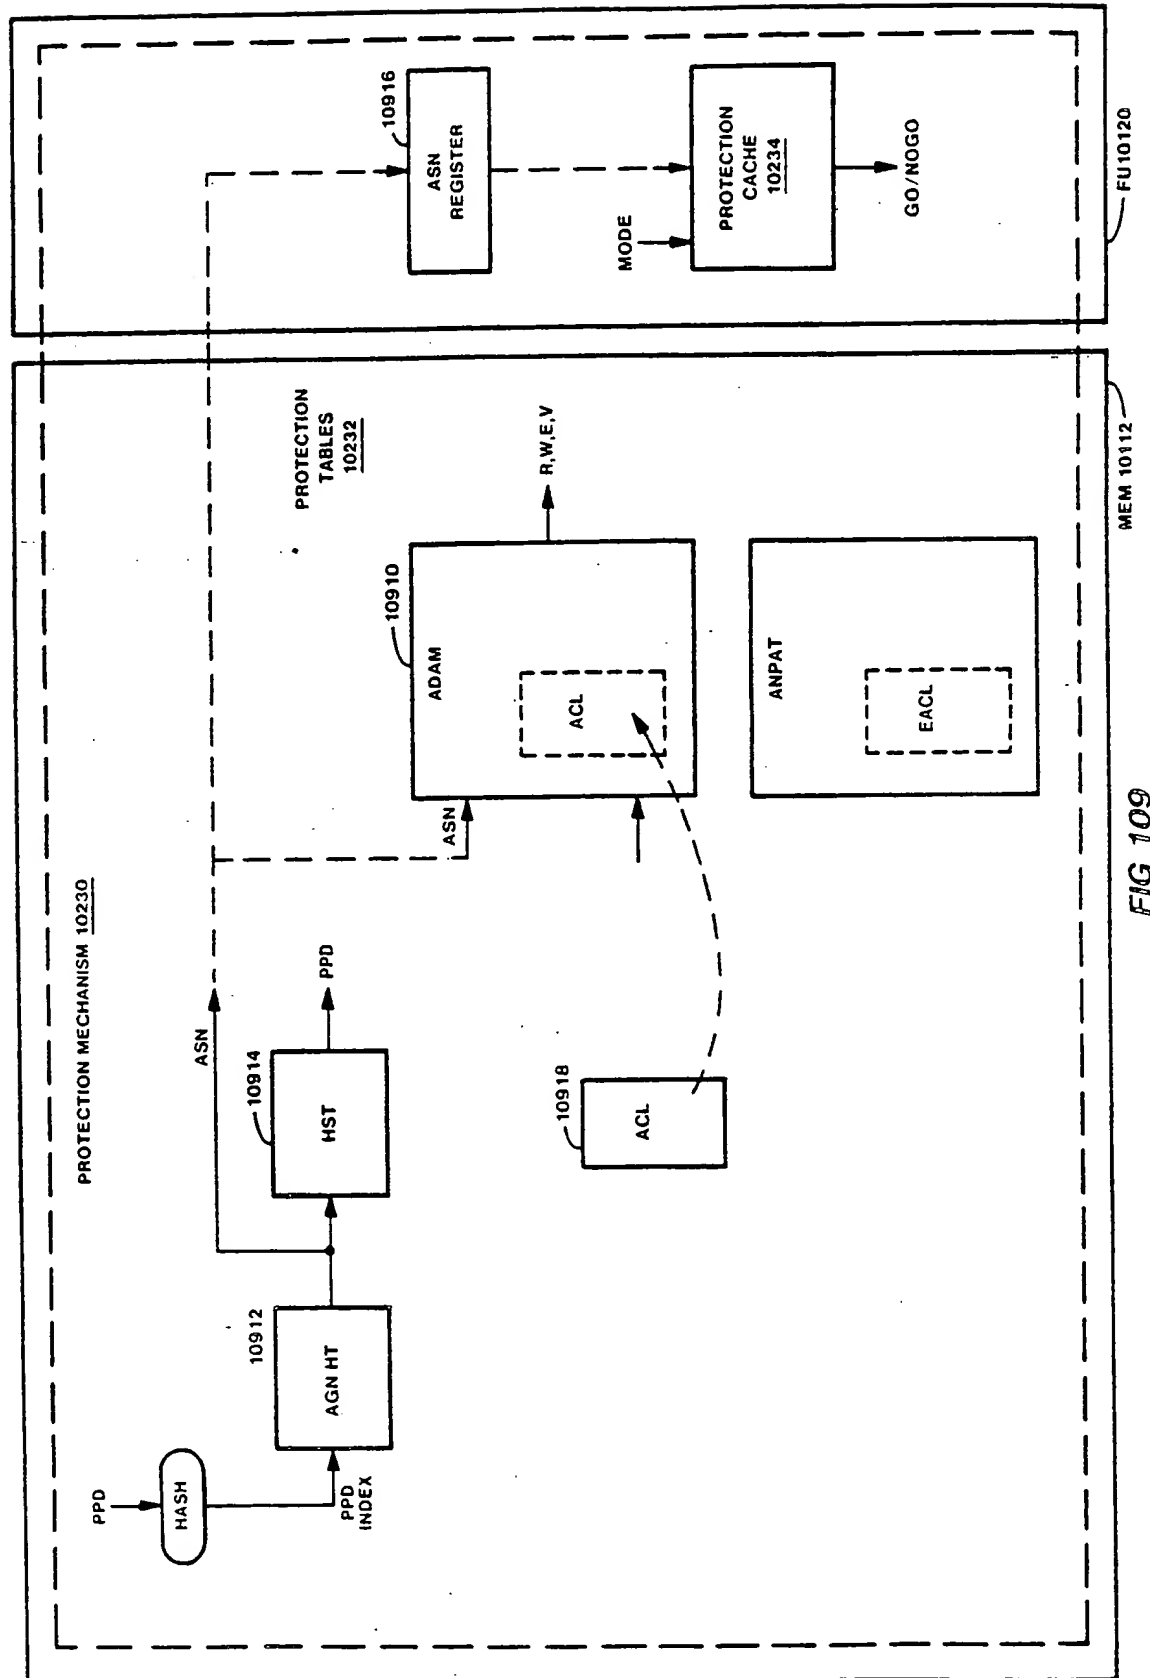 PROTECTION MECHANISM 10230
PPD
HASH
PPD
INDEX
10912
AGN HT
ASN
10914
HST
PPD
10918
ACL
ASN
10910
ADAM
ACL
R,W,E,V
PROTECTION
TABLES
10232
ANPAT
EACL
MEM 10112
10916
ASN
REGISTER
MODE
PROTECTION
CACHE
10234
GO/NOGO
FU10120
FIG 109